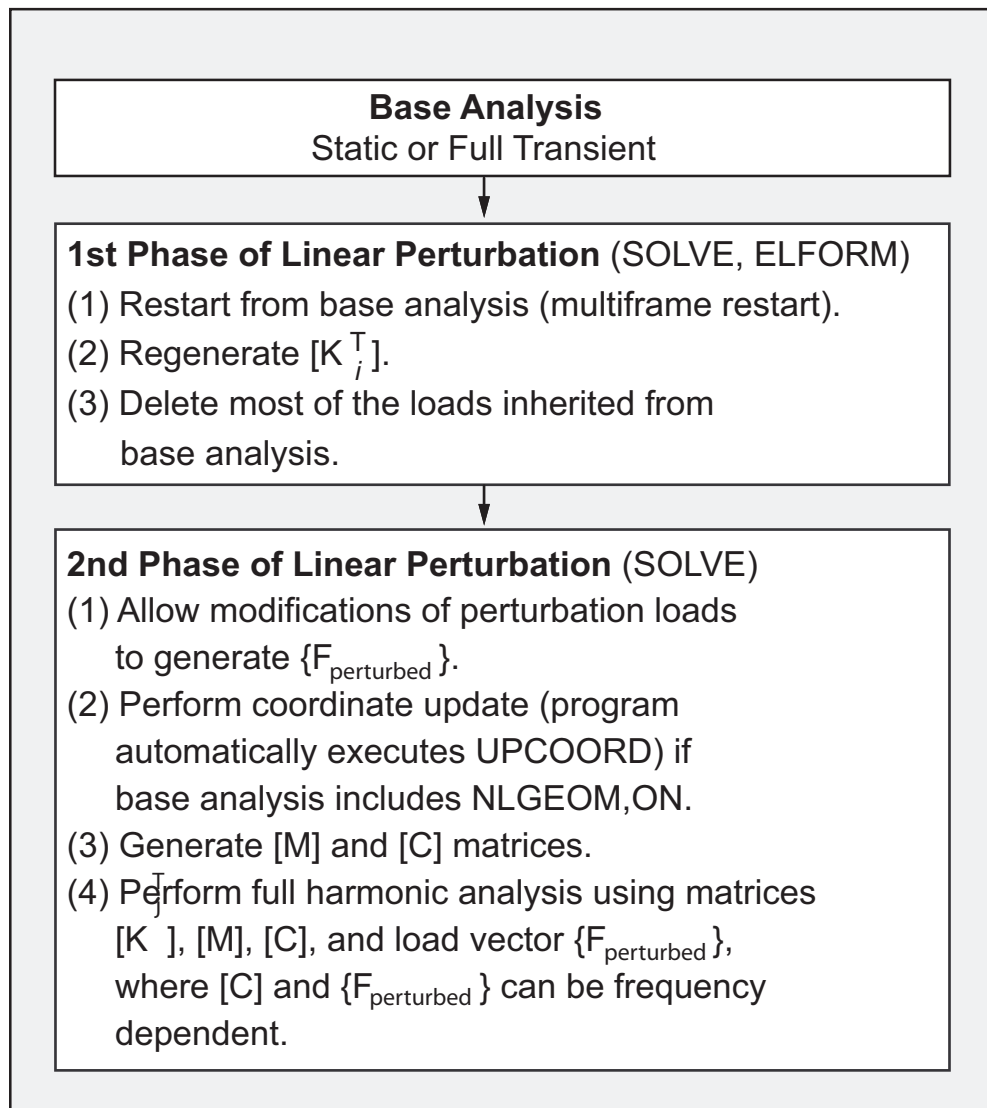 Base Analysis
Static or Full Transient
1st Phase of Linear Perturbation (SOLVE, ELFORM)
(1) Restart from base analysis (multiframe restart).
(2) Regenerate [K T i ].
(3) Delete most of the loads inherited from
base analysis.
2nd Phase of Linear Perturbation (SOLVE)
(1) Allow modifications of perturbation loads
to generate {Fperturbed }.
(2) Perform coordinate update (program
automatically executes UPCOORD) if
base analysis includes NLGEOM,ON.
(3) Generate [M] and [C] matrices.
(4) Perform full harmonic analysis using matrices
T
j
[K ], [M], [C], and load vector {Fperturbed },
where [C] and {Fperturbed } can be frequency
dependent.